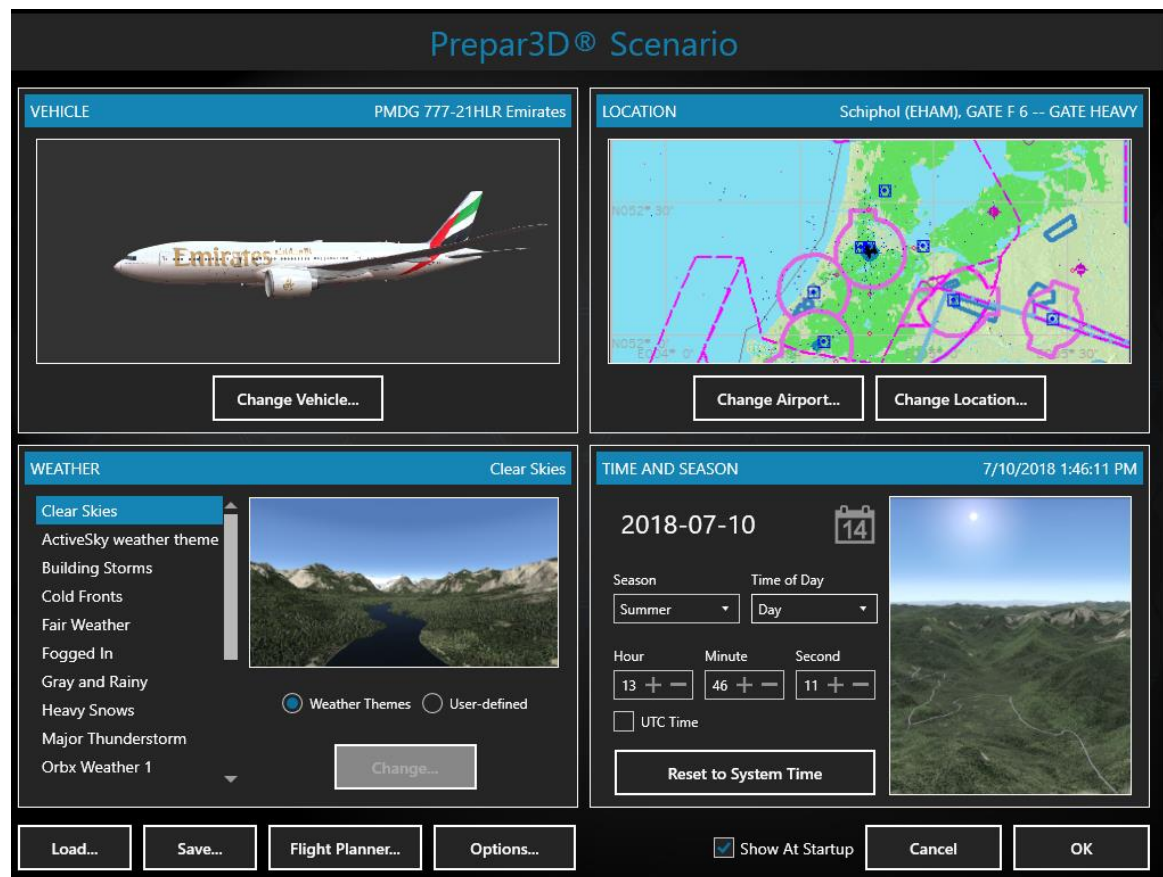 Prepar3D® Scenario
VEHICLE
PMDG 777-21HLR Emirates
Emirates
Change Vehicle...
LOCATION
Schiphol (EHAM), GATE F 6 -- GATE HEAVY
N052° 30'
Change Airport...
Change Location...
WEATHER
Clear Skies
Clear Skies
ActiveSky weather theme
Building Storms
Cold Fronts
Fair Weather
Fogged In
Gray and Rainy
Heavy Snows
Major Thunderstorm
Orbx Weather 1
Weather Themes
User-defined
Change...
TIME AND SEASON
7/10/2018 1:46:11 PM
2018-07-10
14
Season
Time of Day
Summer
Day
Hour
Minute
Second
13
46
11
UTC Time
Reset to System Time
Load...
Save...
Flight Planner...
Options...
Show At Startup
Cancel
OK